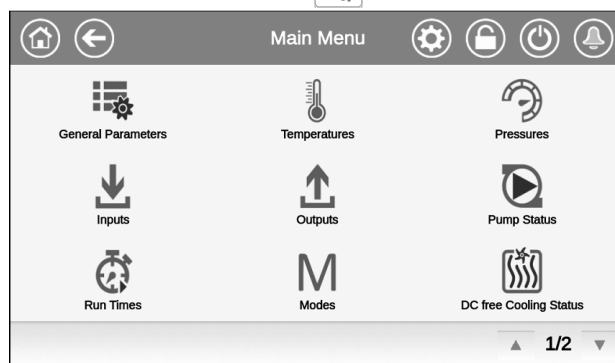 Main Menu
General Parameters
Temperatures
Pressures
Inputs
Outputs
Pump Status
Run Times
M
Modes
DC free Cooling Status
1/2